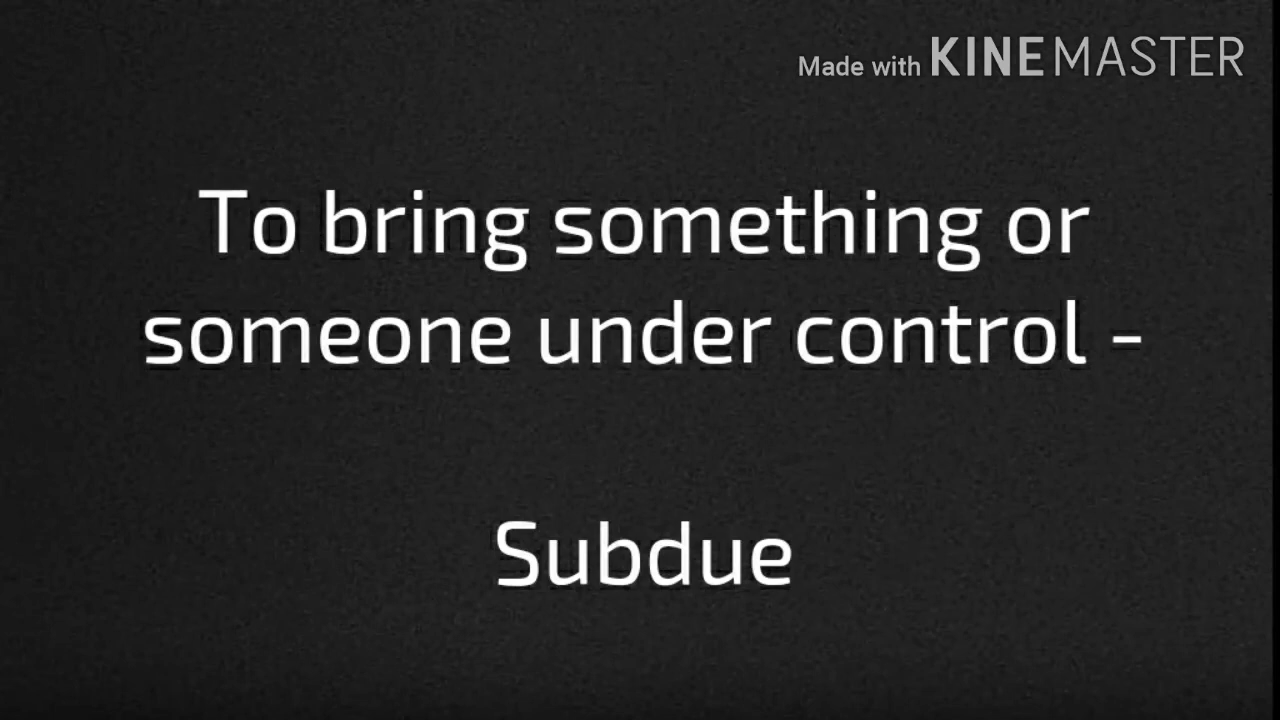 Made with KINEMASTER
To bring something or
someone under control -
Subdue